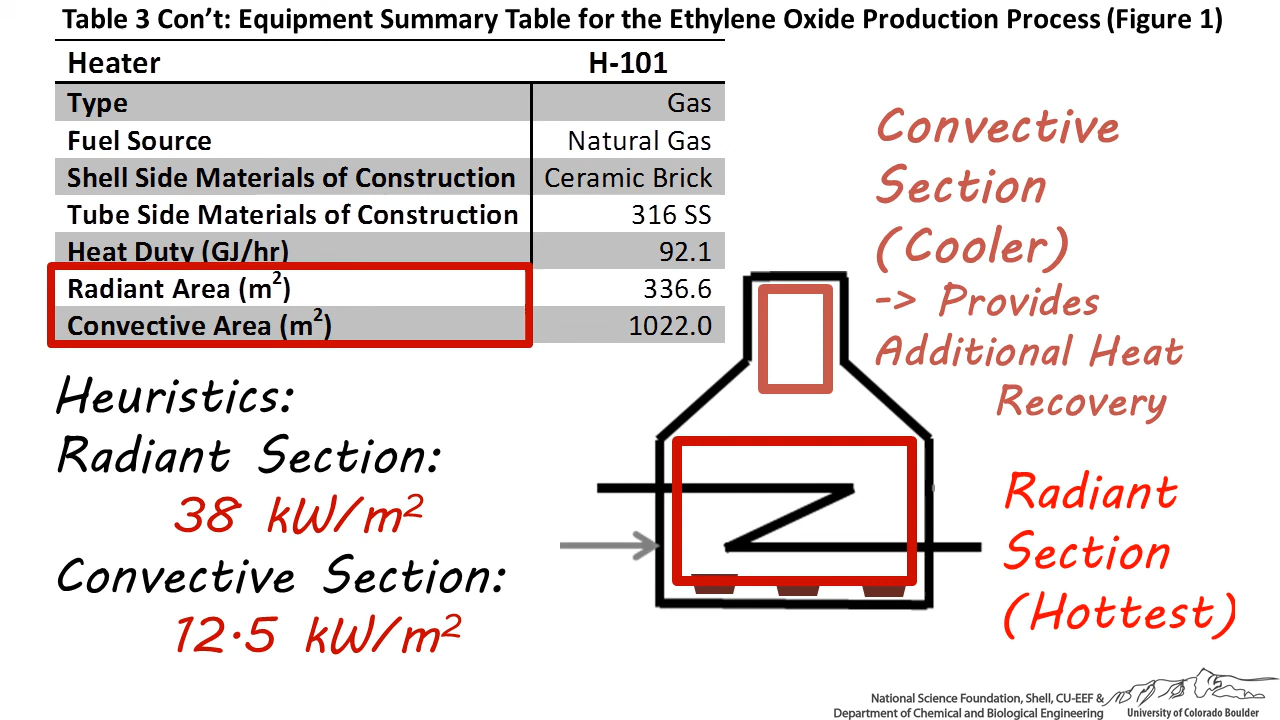 Table 3 Con’t: Equipment Summary Table for the Ethylene Oxide Production Process (Figure 1)
Heater H-101
Type Gas
Fuel Source Natural Gas
Shell Side Materials of Construction Ceramic Brick
Tube Side Materials of Construction 316 SS
Heat Duty (GJ/hr) 92.1
Radiant Area (m²) 336.6
Convective Area (m²) 1022.0
Heuristics:
Radiant Section:
38 kW/m²
Convective Section:
12.5 kW/m²
Convective
Section
(Cooler)
-> Provides
Additional Heat
Recovery
Radiant
Section
(Hottest)
National Science Foundation, Shell, CU-EEF &
Department of Chemical and Biological Engineering
University of Colorado Boulder